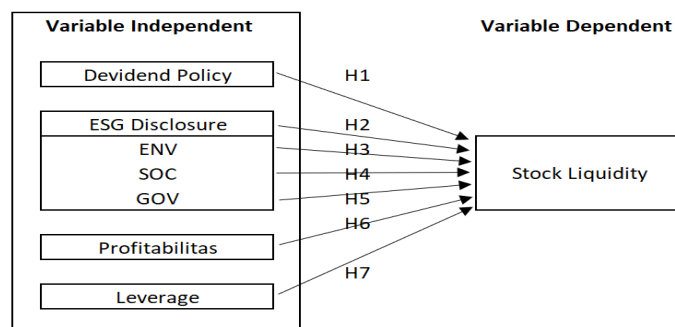 Variable Independent
Variable Dependent
Devidend Policy
H1
ESG Disclosure
H2
ENV
H3
SOC
H4
Stock Liquidity
GOV
H5
H6
Profitabilitas
H7
Leverage